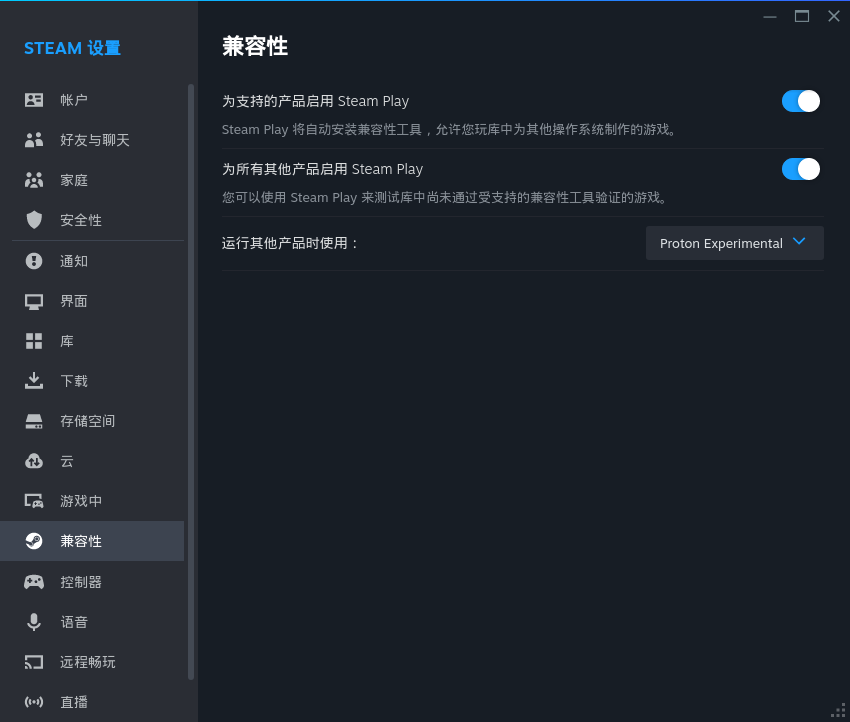 STEAM 设置
帐户
好友与聊天
家庭
安全性
通知
界面
库
下载
存储空间
云
游戏中
兼容性
控制器
语音
远程畅玩
直播
兼容性
为支持的产品启用 Steam Play
Steam Play 将自动安装兼容性工具，允许您玩库中为其他操作系统制作的游戏。
为所有其他产品启用 Steam Play
您可以使用 Steam Play 来测试库中尚未通过受支持的兼容性工具验证的游戏。
运行其他产品时使用：
Proton Experimental